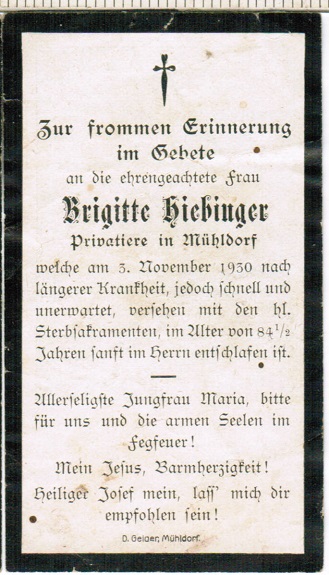 Zur frommen Erinnerung
im Gebete
an die ehrengeachtete Frau
Brigitte Hiebinger
Privatiere in Mühldorf
welche am 3. November 1930 nach
längerer Krankheit, jedoch schnell und
unerwartet, versehen mit den hl.
Sterbsakramenten, im Alter von 84 1/2
Jahren sanft im Herrn entschlafen ist.
Allerseligste Jungfrau Maria, bitte
für uns und die armen Seelen im
Fegfeuer!
Mein Jesus, Barmherzigkeit!
Heiliger Josef mein, lass' mich dir
empfohlen sein!
D. Geiger, Mühldorf.